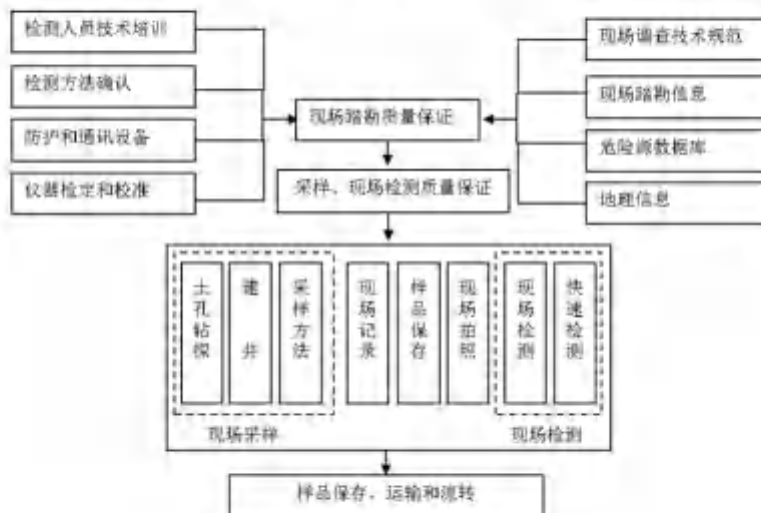 检测人员技术培训
检测方法确认
防护和通讯设备
仪器检定和校准
现场调查技术规范
现场踏勘信息
危险源数据库
地理信息
现场踏勘质量保证
采样、现场检测质量保证
土孔钻探
建井
采样方法
现场记录
样品保存
现场拍照
现场检测
快速检测
现场采样
现场检测
样品保存、运输和流转